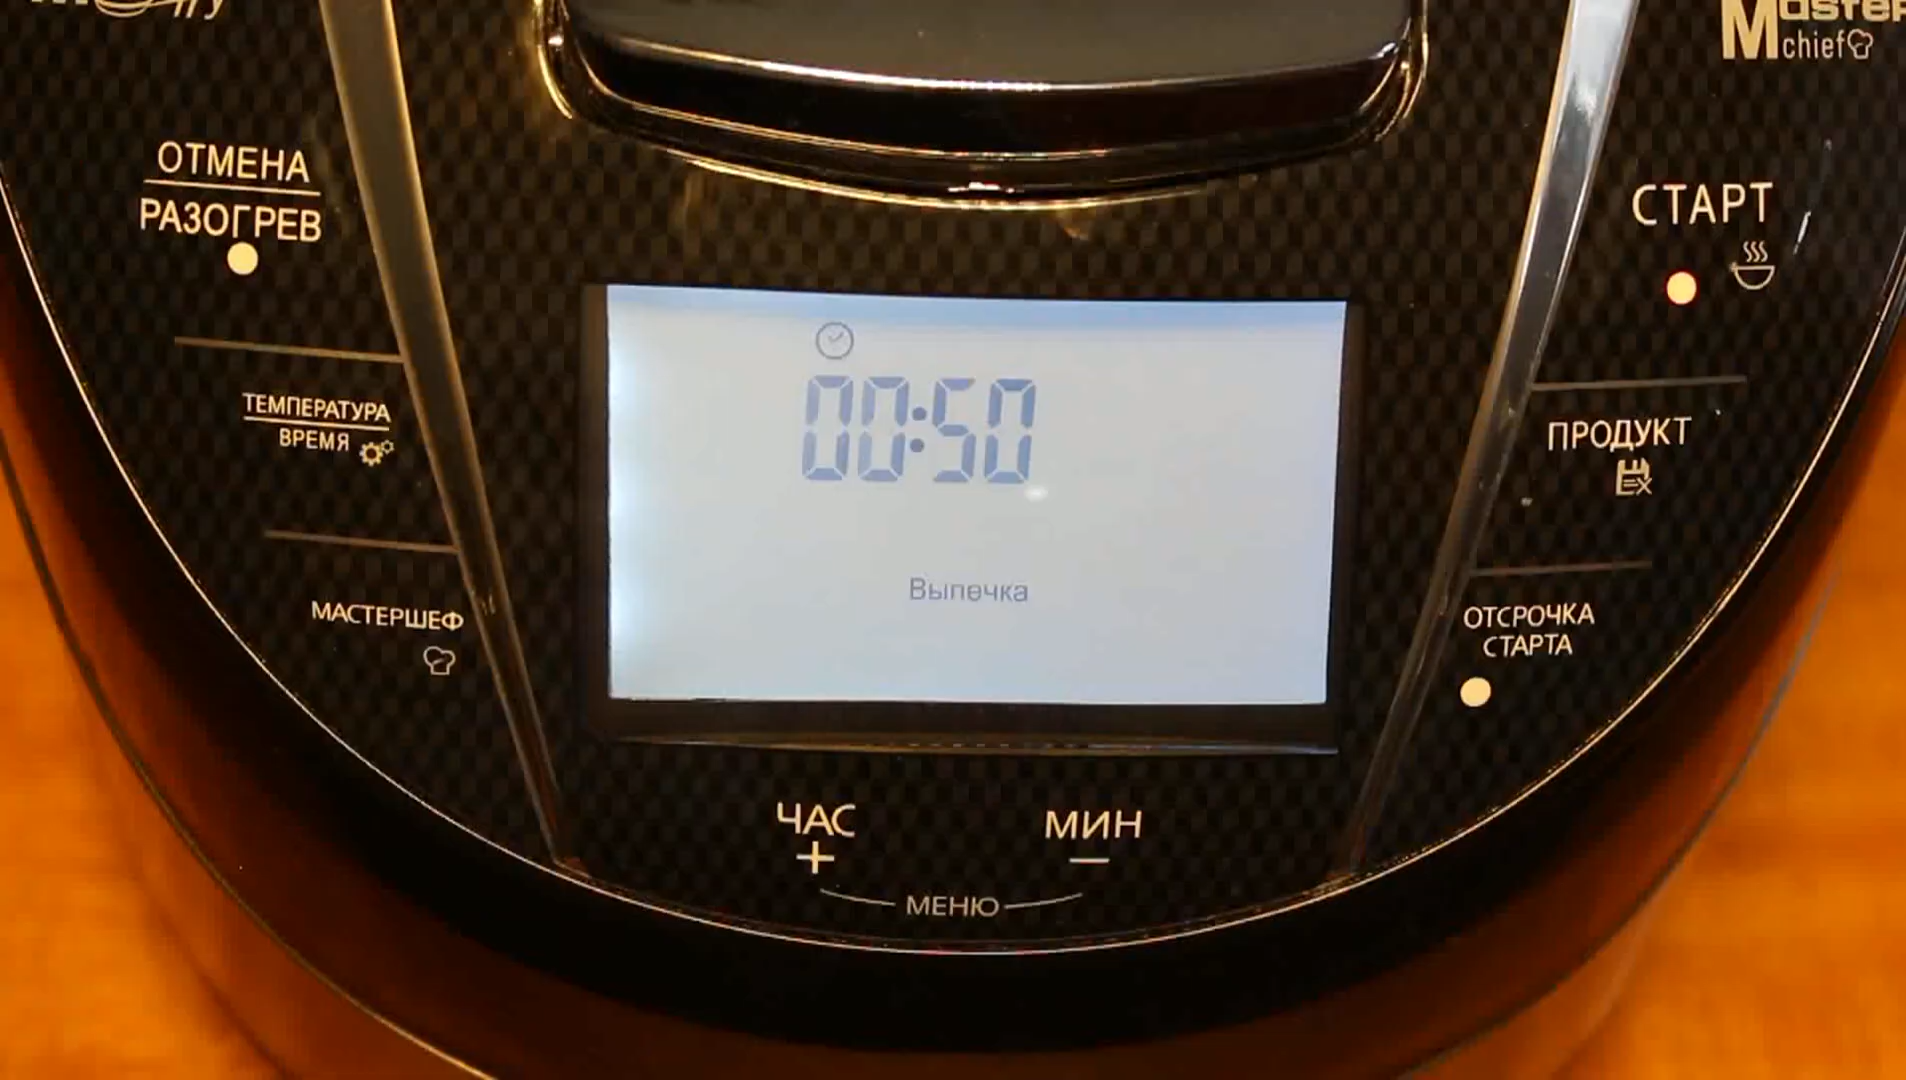 Master
chief
ОТМЕНА
РАЗОГРЕВ
СТАРТ
ТЕМПЕРАТУРА
ВРЕМЯ
00:50
ПРОДУКТ
Выпечка
МАСТЕРШЕФ
ОТСРОЧКА
СТАРТА
ЧАС
+
МИН
–
МЕНЮ